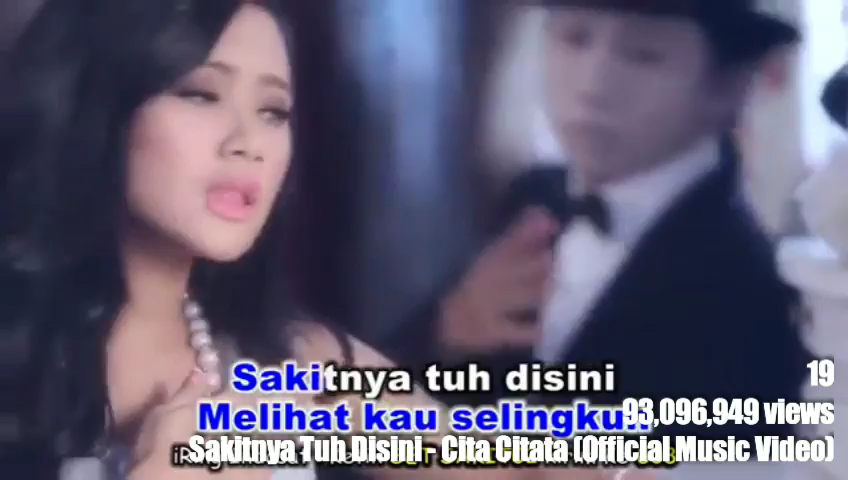 Sakitnya tuh disini
19
Melihat kau selingkuh
93,096,949 views
Sakitnya Tuh Disini - Cita Citata (Official Music Video)